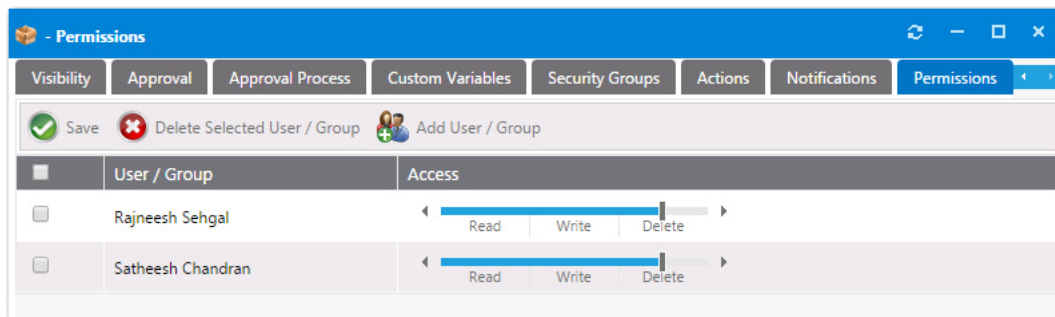 - Permissions
Visibility Approval Approval Process Custom Variables Security Groups Actions Notifications Permissions
Save Delete Selected User / Group Add User / Group
User / Group Access
Rajneesh Sehgal
Read Write Delete
Satheesh Chandran
Read Write Delete